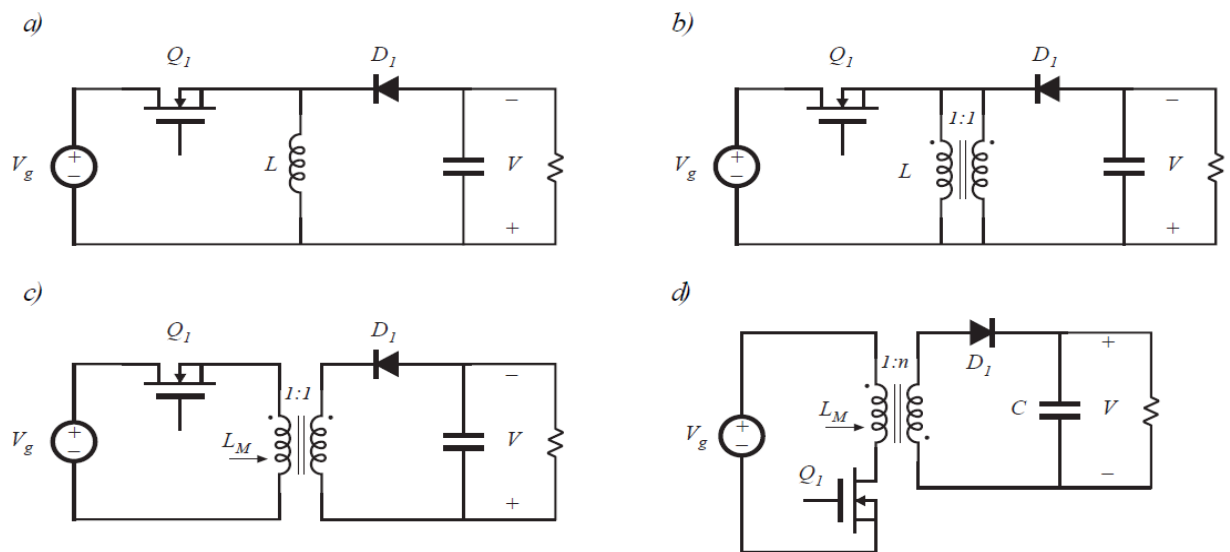 a)
Q1
D1
Vg
+
−
L
−
V
+
b)
Q1
D1
1:1
Vg
+
−
L
−
V
+
c)
Q1
D1
1:1
Vg
+
−
LM
−
V
+
d)
1:n
D1
LM
Vg
+
−
C
+
V
−
Q1